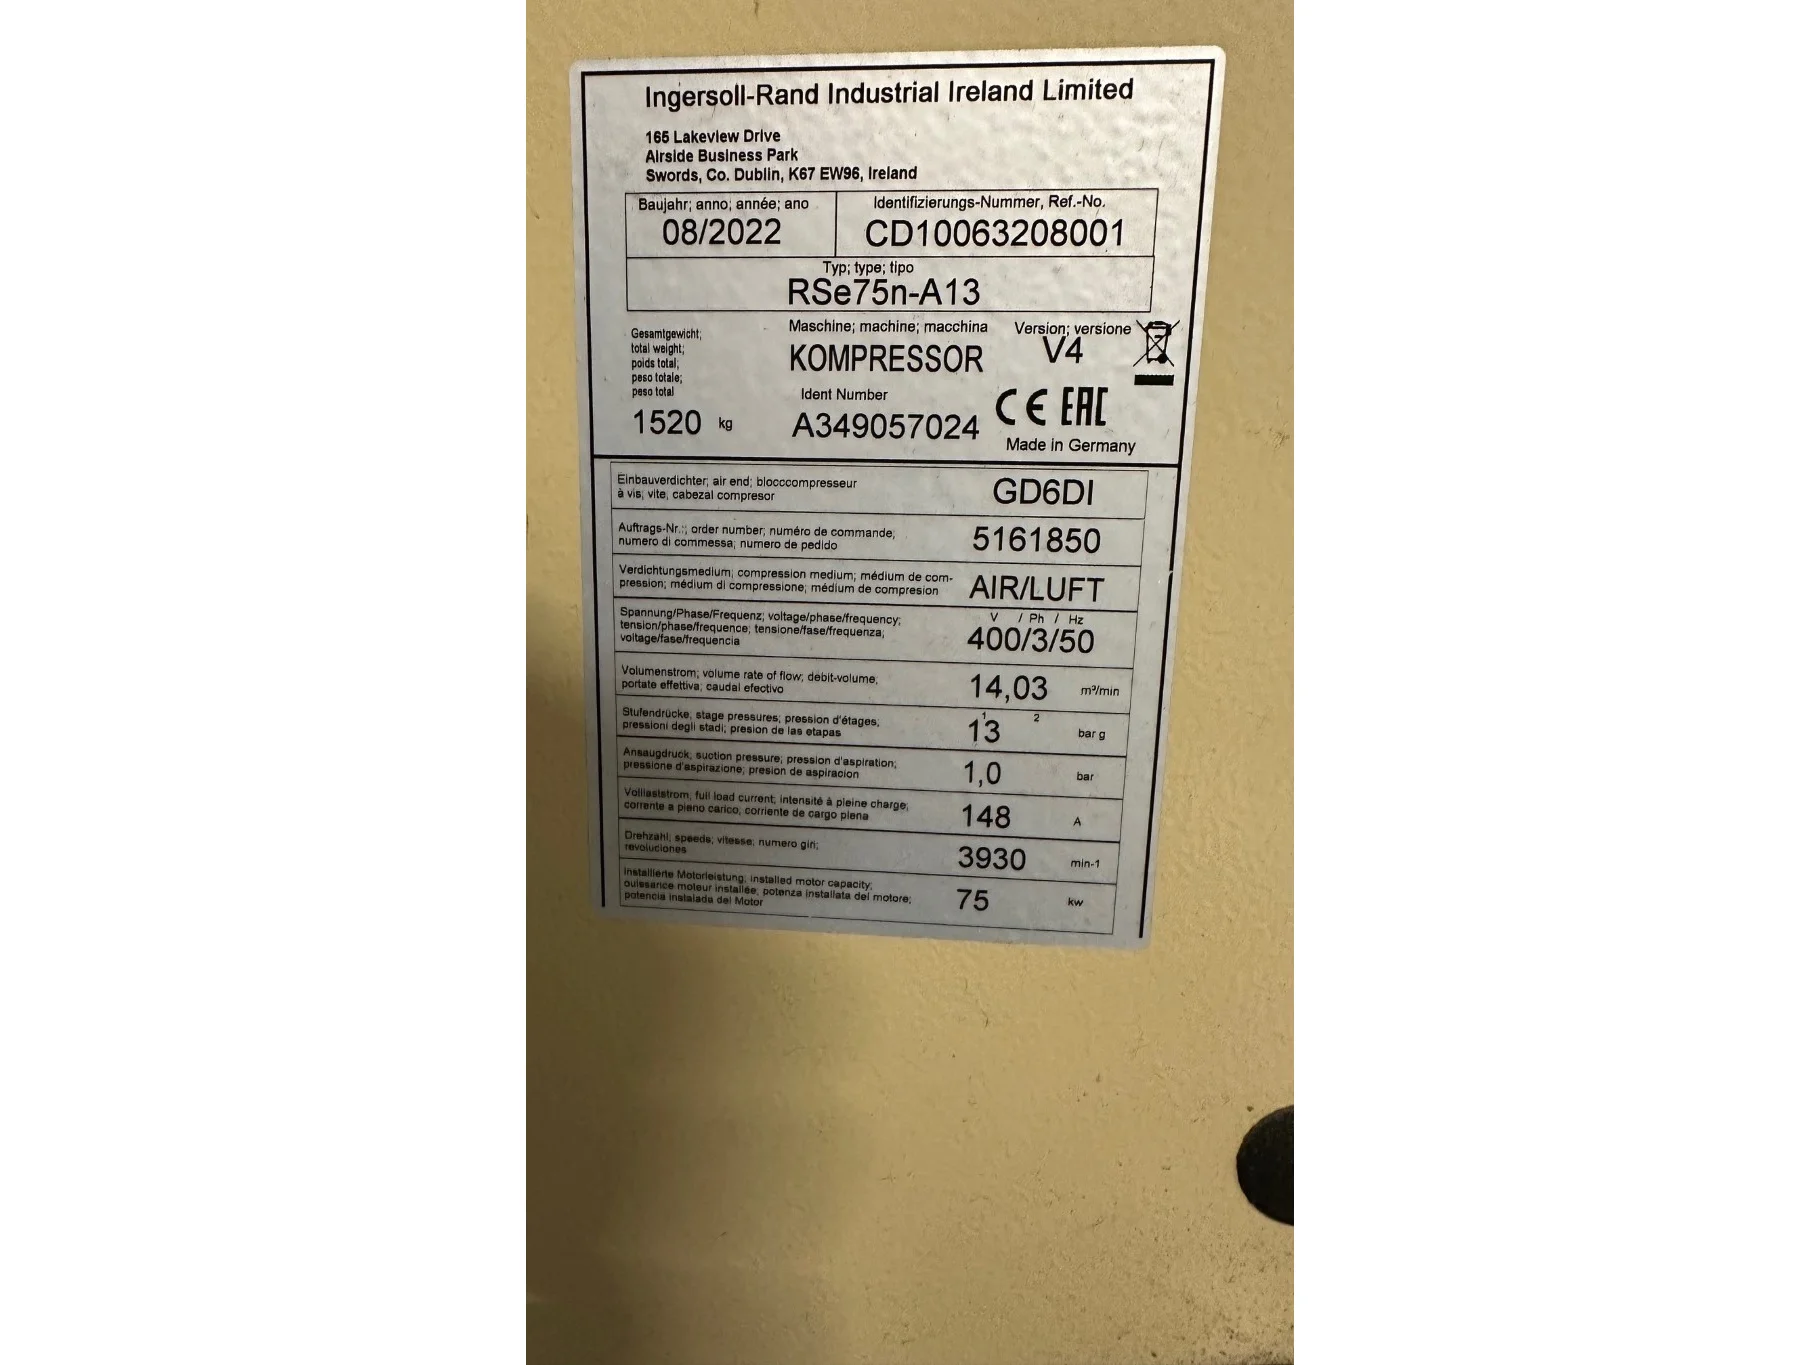 Ingersoll-Rand Industrial Ireland Limited
165 Lakeview Drive
Airside Business Park
Swords, Co. Dublin, K67 EW96, Ireland
Baujahr; anno; année; ano
08/2022
Identifizierungs-Nummer, Ref.-No.
CD10063208001
Typ; type; tipo
RSe75n-A13
Gesamtgewicht;
total weight;
poids total;
peso totale;
peso total
1520 kg
Maschine; machine; macchina
KOMPRESSOR
Ident Number
A349057024
Version; versione
V4
CE EAC
Made in Germany
Einbauverdichter; air end; blocccompresseur
à vis, vite, cabezal compresor
GD6DI
Auftrags-Nr.:; order number; numéro de commande;
numero di commessa; numero de pedido
5161850
Verdichtungsmedium; compression medium; médium de com-
pression; médium di compressione; médium de compresion
AIR/LUFT
Spannung/Phase/Frequenz; voltage/phase/frequency;
tension/phase/frequence; tensione/fase/frequenza;
voltage/fase/frequencia
V / Ph / Hz
400/3/50
Volumenstrom; volume rate of flow; debit-volume;
portate effettiva; caudal efectivo
14,03 m³/min
Stufendrücke, stage pressures; pression d'étages;
pressioni degli stadi; presion de las etapas
1 2
13 bar g
Ansaugdruck; suction pressure; pression d'aspiration;
pressione d'aspirazione; presion de aspiracion
1,0 bar
Volllaststrom, full load current; intensité à pleine charge;
corrente a pleno carico, corriente de cargo plena
148 A
Drehzahl; speeds; vitesse; numero giri;
revoluciones
3930 min-1
Installierte Motorleistung; installed motor capacity;
puissance moteur installée; potenza installata del motore;
potencia instalada del Motor
75 kw